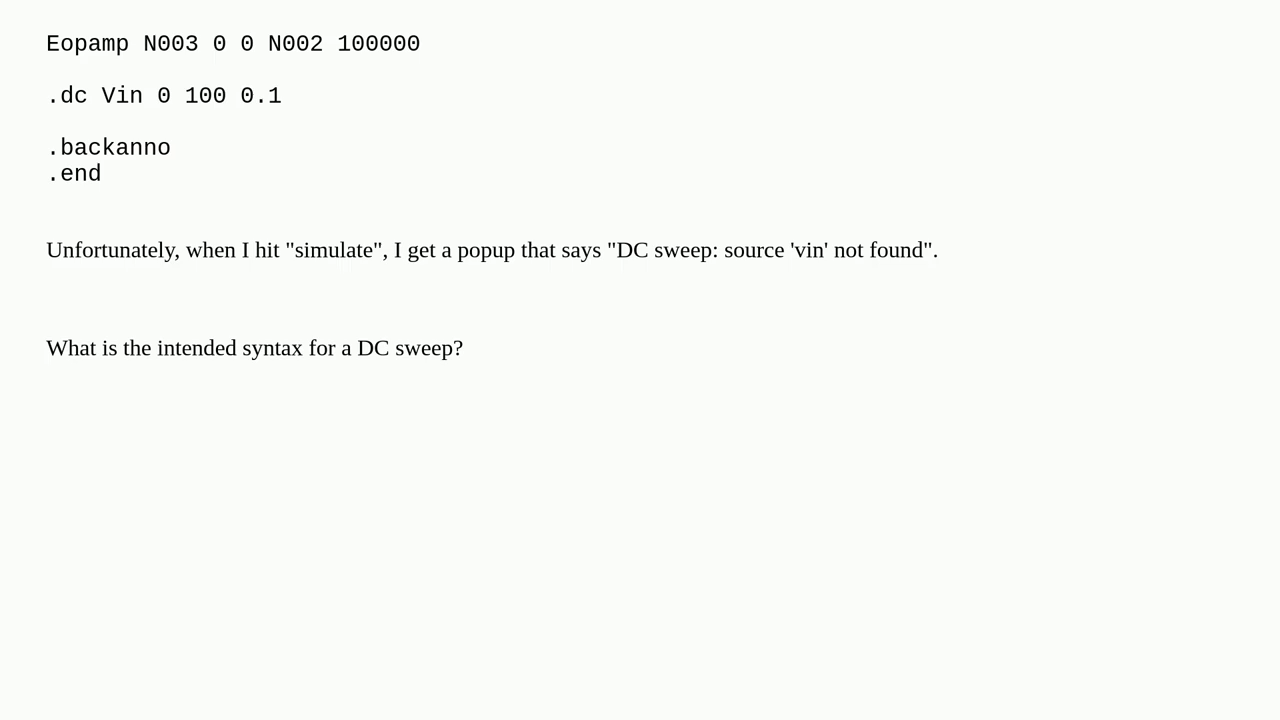 Eopamp N003 0 0 N002 100000
.dc Vin 0 100 0.1
.backanno
.end
Unfortunately, when I hit "simulate", I get a popup that says "DC sweep: source 'vin' not found".
What is the intended syntax for a DC sweep?